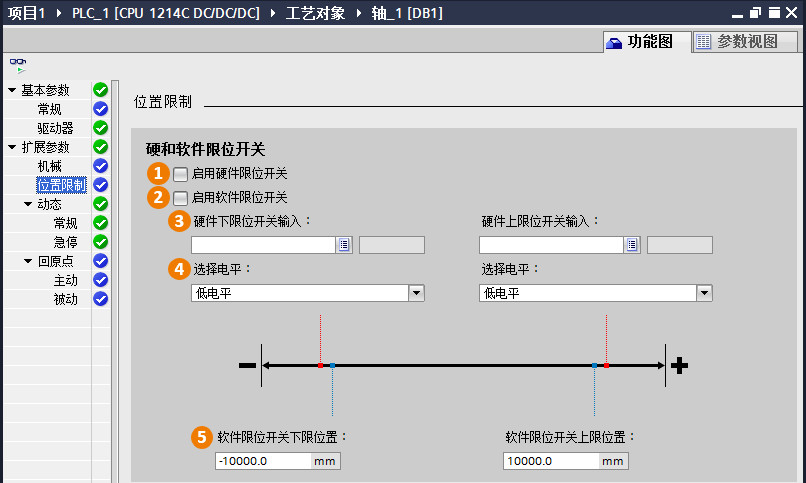 项目1 PLC_1 [CPU 1214C DC/DC/DC] 工艺对象 轴_1 [DB1]
功能图 参数视图
基本参数
常规
驱动器
扩展参数
机械
位置限制
动态
常规
急停
回原点
主动
被动
位置限制
硬和软件限位开关
1 启用硬件限位开关
2 启用软件限位开关
3 硬件下限位开关输入： 硬件上限位开关输入：
4 选择电平： 选择电平：
低电平 低电平
5 软件限位开关下限位置： 软件限位开关上限位置：
-10000.0 mm 10000.0 mm